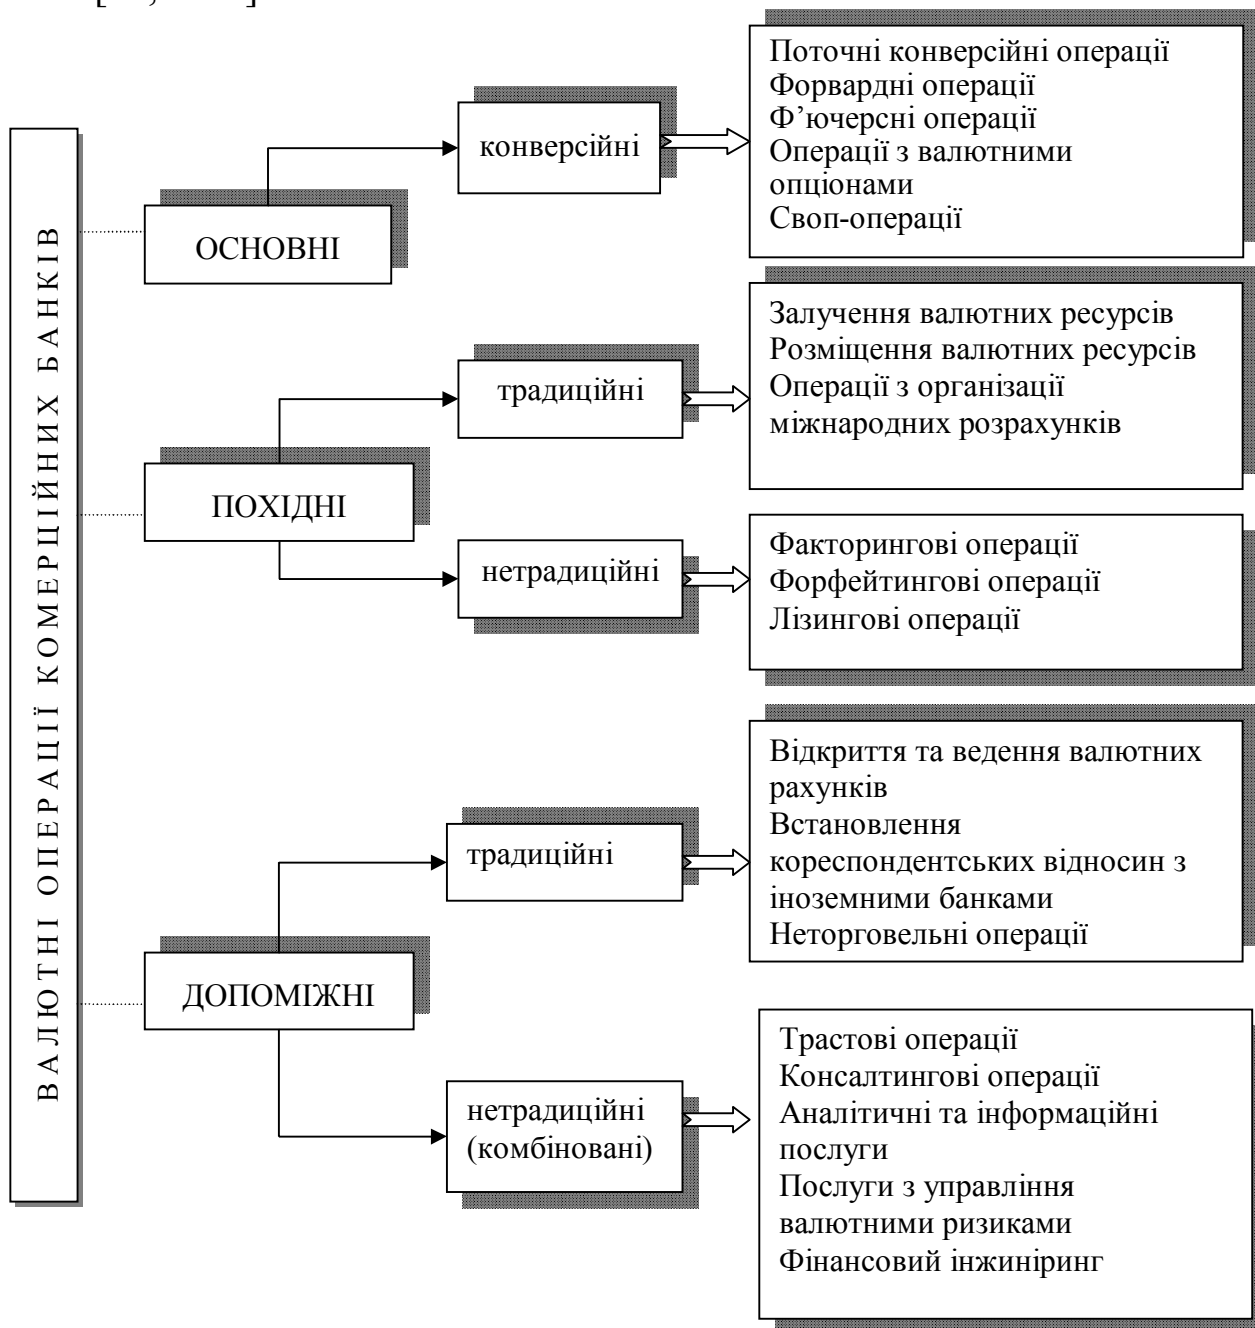 ВАЛЮТНІ ОПЕРАЦІЇ КОМЕРЦІЙНИХ БАНКІВ
ОСНОВНІ
конверсійні
Поточні конверсійні операції
Форвардні операції
Ф’ючерсні операції
Операції з валютними
опціонами
Своп-операції
ПОХІДНІ
традиційні
Залучення валютних ресурсів
Розміщення валютних ресурсів
Операції з організації
міжнародних розрахунків
нетрадиційні
Факторингові операції
Форфейтингові операції
Лізингові операції
ДОПОМІЖНІ
традиційні
Відкриття та ведення валютних
рахунків
Встановлення
кореспондентських відносин з
іноземними банками
Неторговельні операції
нетрадиційні
(комбіновані)
Трастові операції
Консалтингові операції
Аналітичні та інформаційні
послуги
Послуги з управління
валютними ризиками
Фінансовий інжиніринг